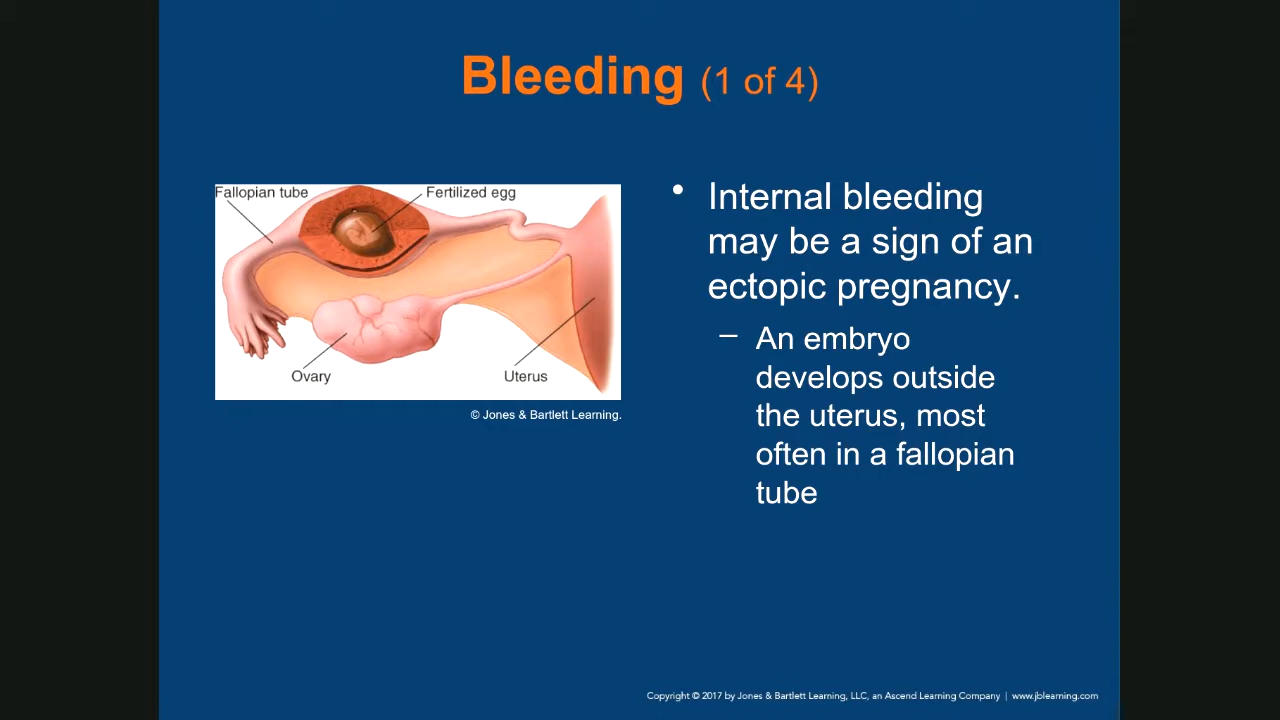 Bleeding (1 of 4)
Fallopian tube
Fertilized egg
Ovary
Uterus
© Jones & Bartlett Learning.
• Internal bleeding
may be a sign of an
ectopic pregnancy.
– An embryo
develops outside
the uterus, most
often in a fallopian
tube
Copyright © 2017 by Jones & Bartlett Learning, LLC, an Ascend Learning Company | www.jblearning.com